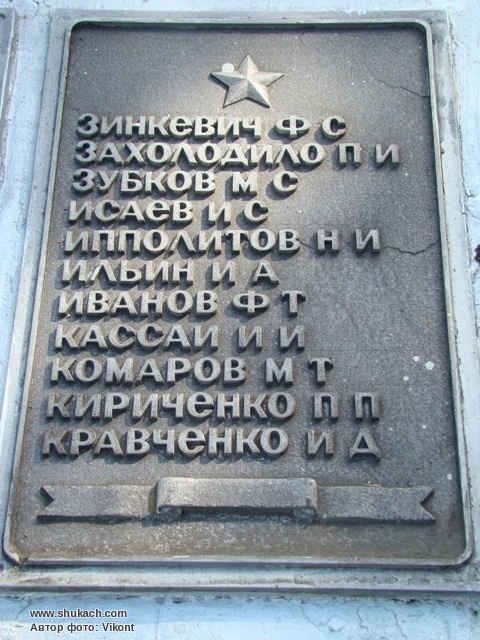 ЗИНКЕВИЧ Ф С
ЗАХОЛОДИЛО П И
ЗУБКОВ М С
ИСАЕВ И С
ИППОЛИТОВ Н И
ИЛЬИН И А
ИВАНОВ Ф Т
КАССАИ И И
КОМАРОВ М Т
КИРИЧЕНКО П П
КРАВЧЕНКО И Д
www.shukach.com
Автор фото: Vikont